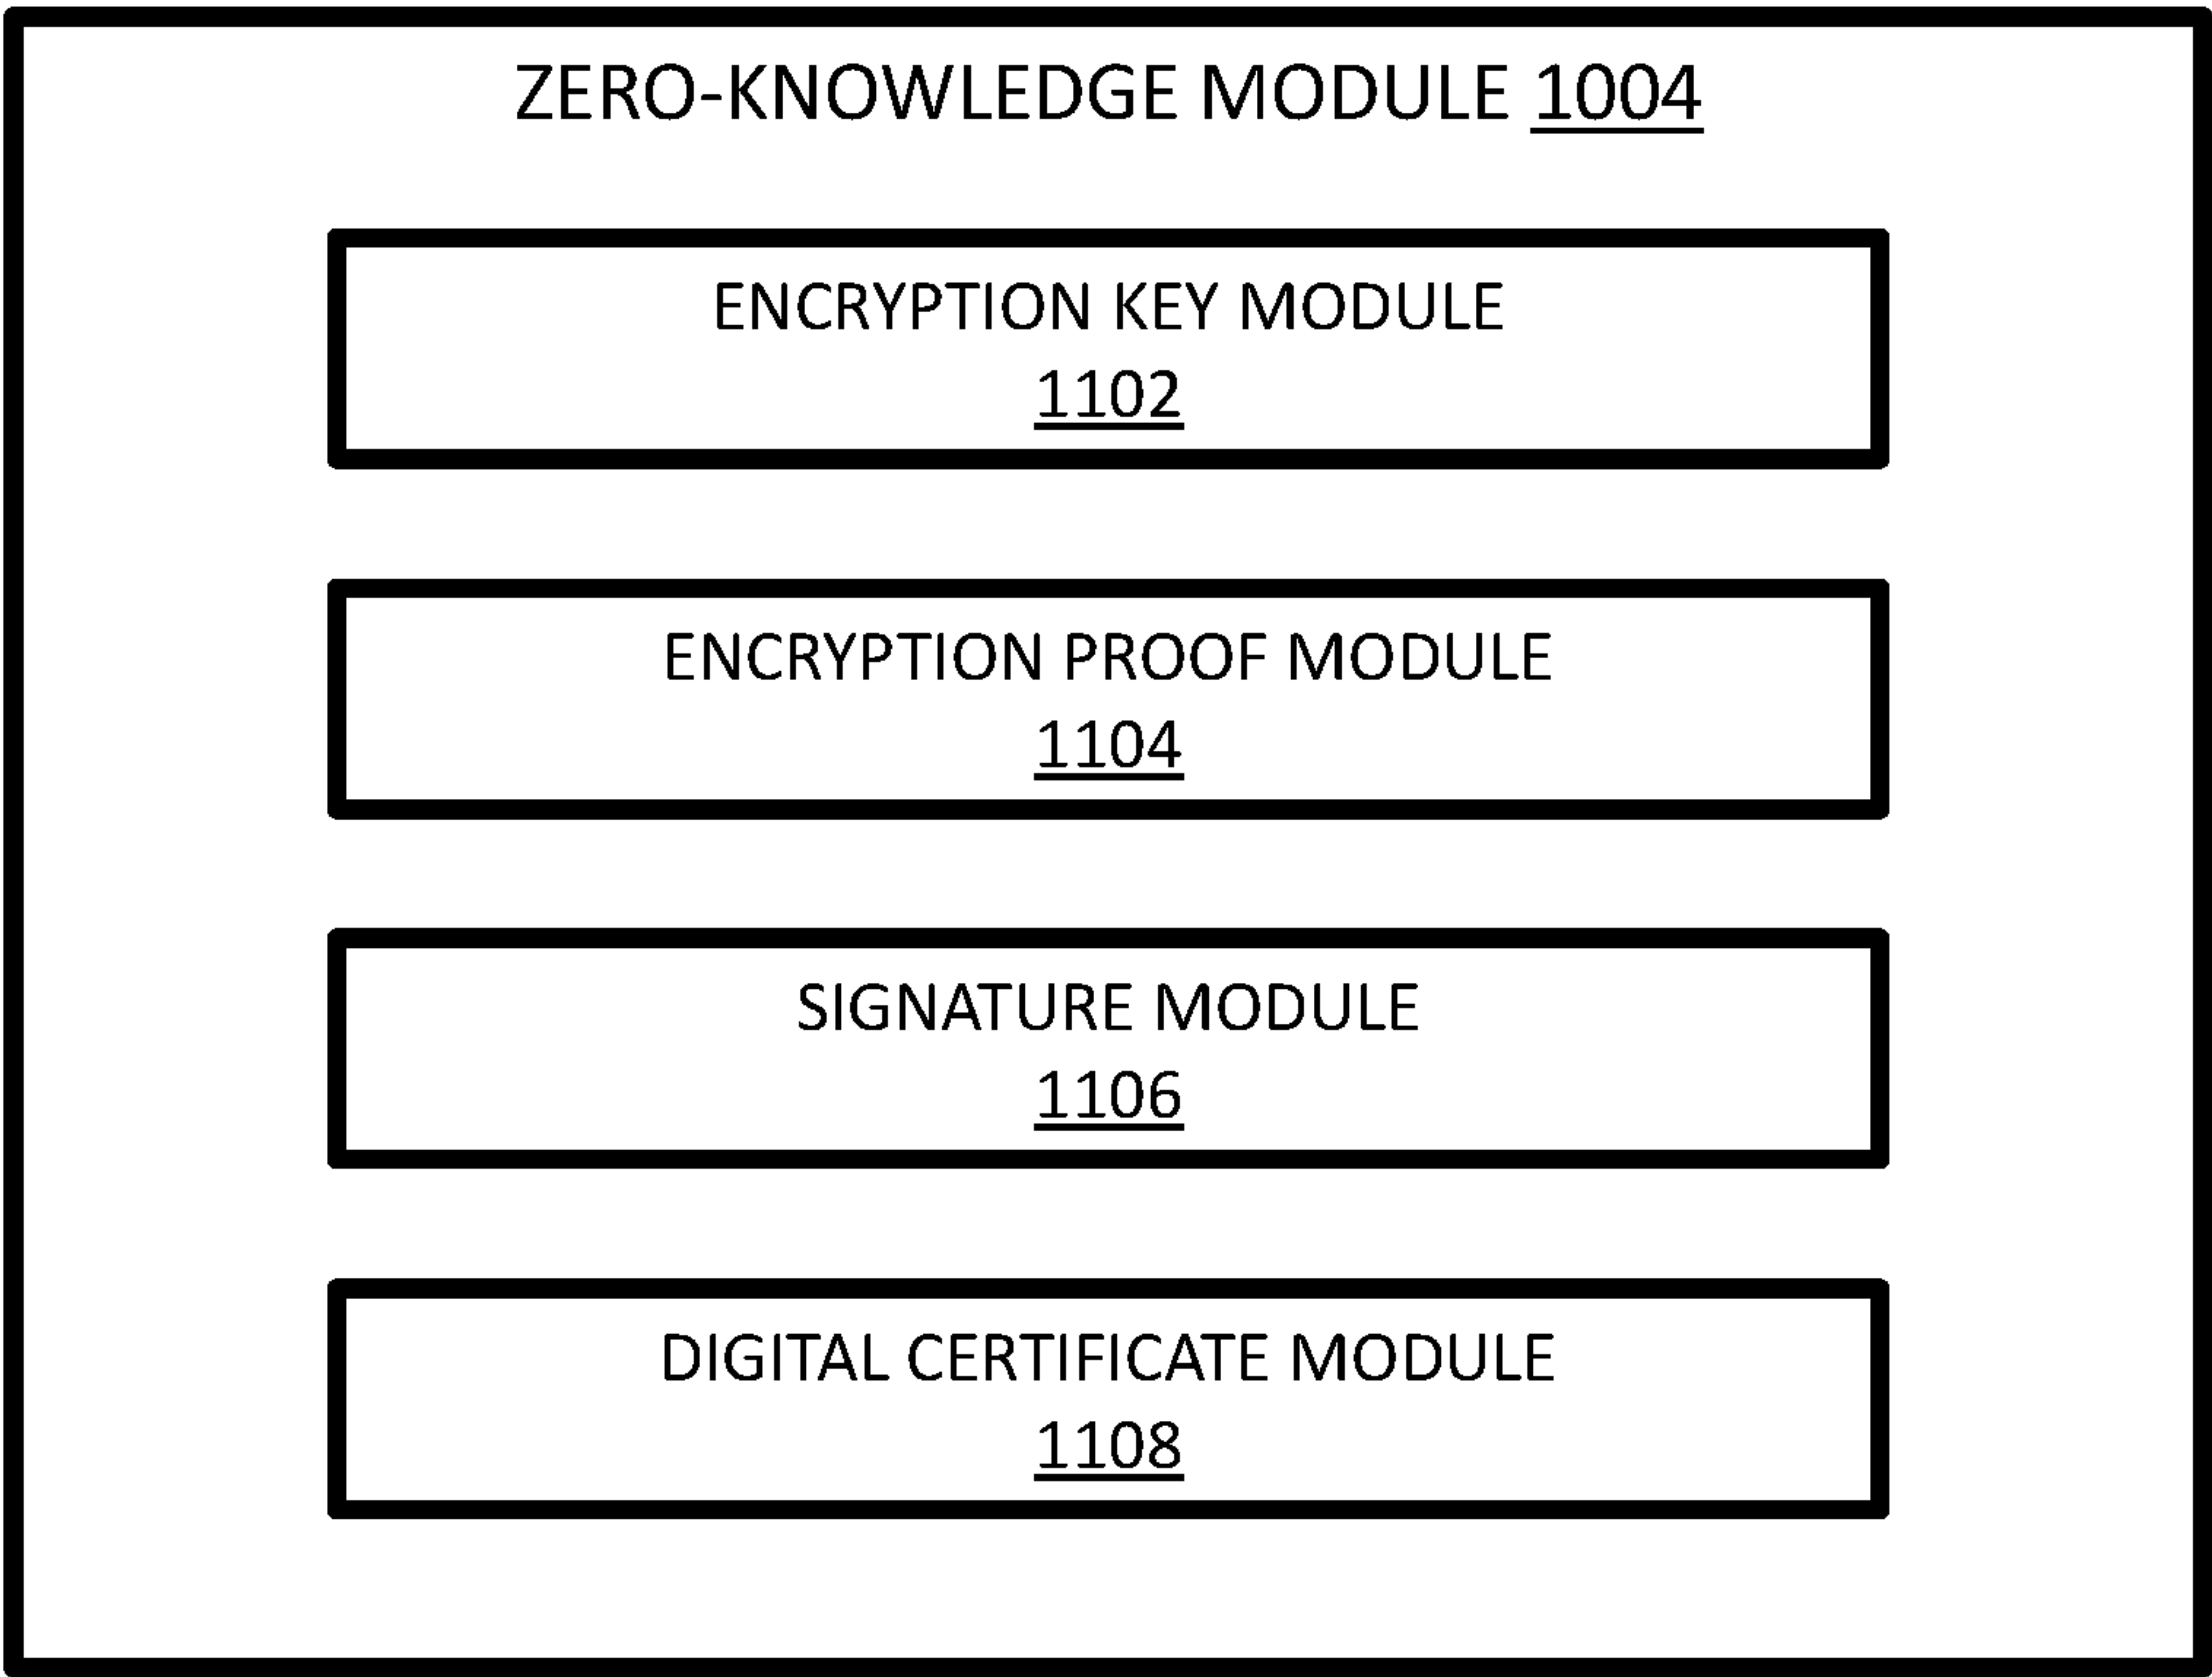 ZERO-KNOWLEDGE MODULE 1004
ENCRYPTION KEY MODULE
1102
ENCRYPTION PROOF MODULE
1104
SIGNATURE MODULE
1106
DIGITAL CERTIFICATE MODULE
1108